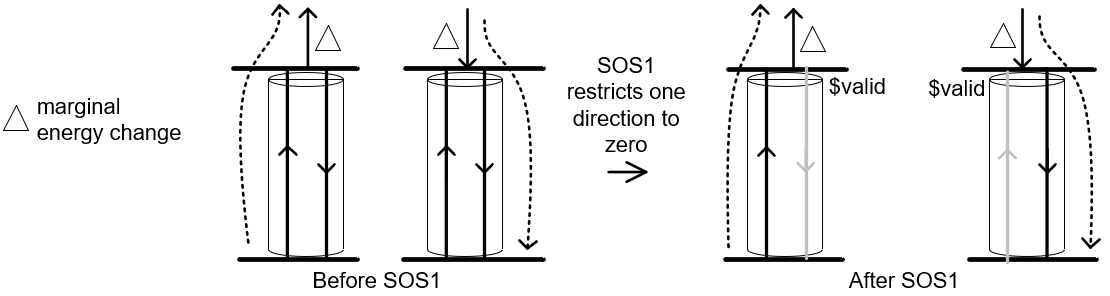 marginal
energy change
SOS1
restricts one
direction to
zero
$valid
$valid
Before SOS1
After SOS1